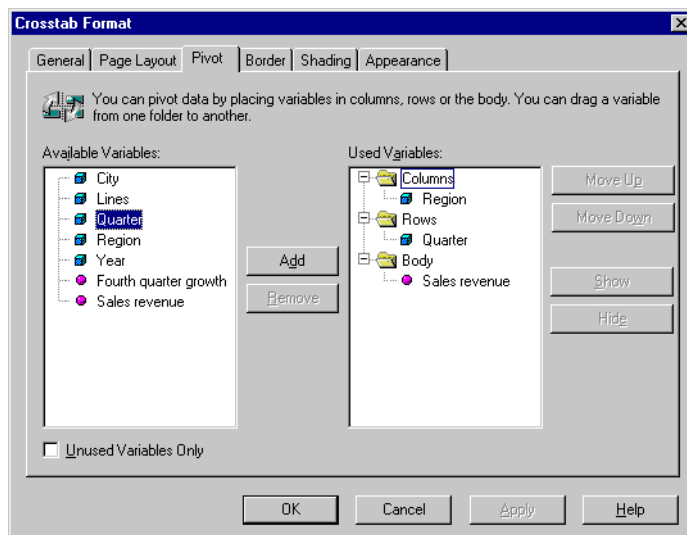 Crosstab Format
General Page Layout Pivot Border Shading Appearance
You can pivot data by placing variables in columns, rows or the body. You can drag a variable
from one folder to another.
Available Variables:
City
Lines
Quarter
Region
Year
Fourth quarter growth
Sales revenue
Add
Remove
Used Variables:
Columns
Region
Rows
Quarter
Body
Sales revenue
Move Up
Move Down
Show
Hide
Unused Variables Only
OK Cancel Apply Help